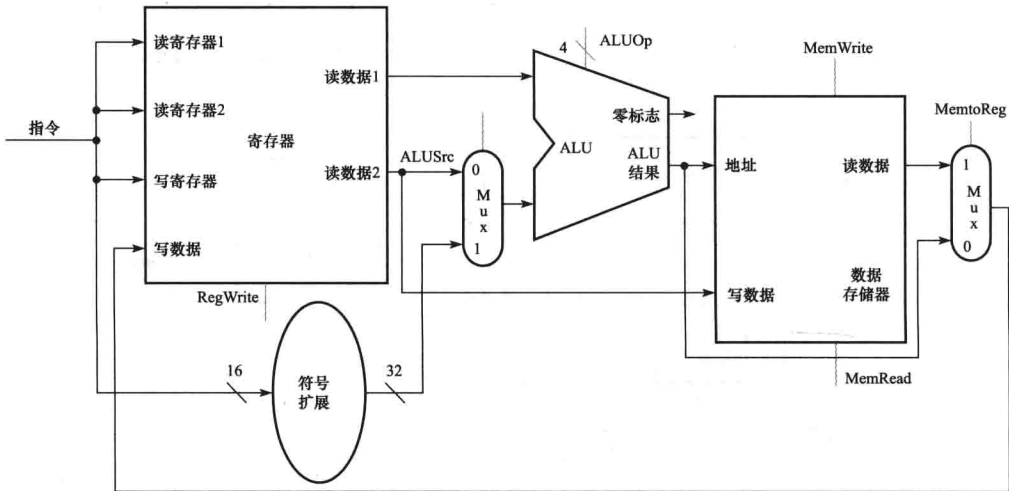 指令
读寄存器1
读寄存器2
写寄存器
写数据
寄存器
读数据1
读数据2
RegWrite
16
符号
扩展
32
ALUSrc
0
Mux
1
4
ALUOp
ALU
零标志
ALU
结果
MemWrite
地址
读数据
写数据
数据
存储器
MemRead
MemtoReg
1
Mux
0